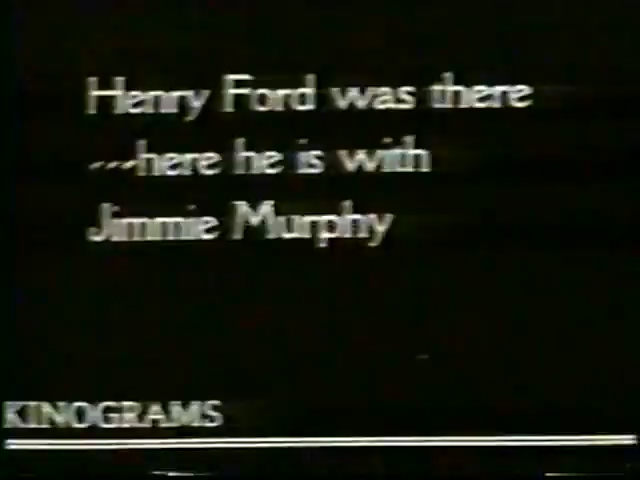 Henry Ford was there
---here he is with
Jimmie Murphy
KINOGRAMS